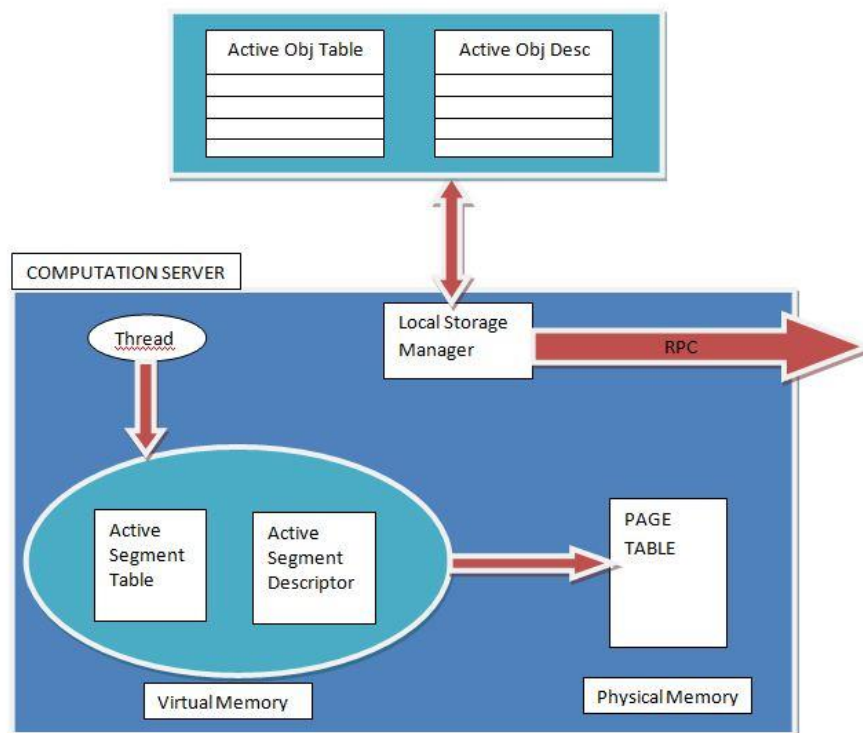 Active Obj Table
Active Obj Desc
COMPUTATION SERVER
Thread
Local Storage
Manager
RPC
Active
Segment
Table
Active
Segment
Descriptor
PAGE
TABLE
Virtual Memory
Physical Memory